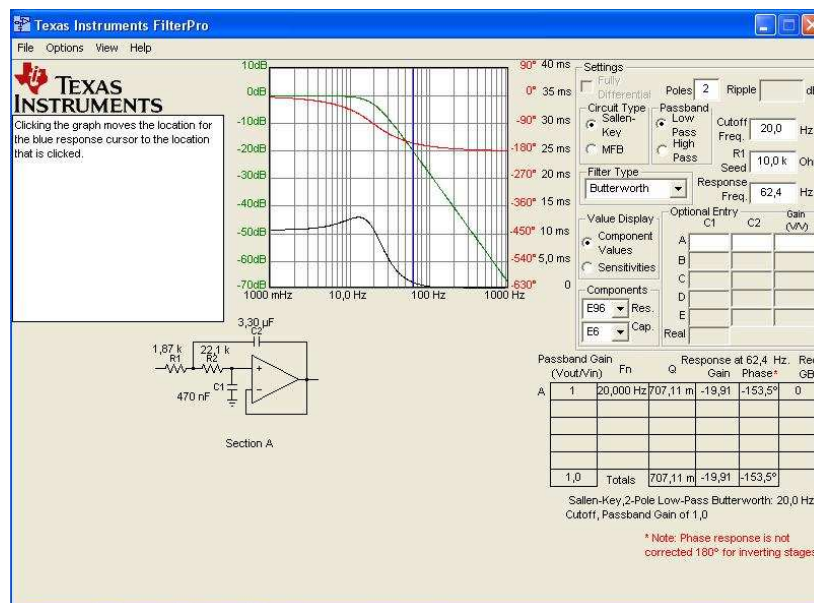 Texas Instruments FilterPro
File Options View Help
TEXAS
INSTRUMENTS
Clicking the graph moves the location for
the blue response cursor to the location
that is clicked.
10dB
0dB
-10dB
-20dB
-30dB
-40dB
-50dB
-60dB
-70dB
1000 mHz
10,0 Hz
100 Hz
1000 Hz
90° 40 ms
0° 35 ms
-90° 30 ms
-180° 25 ms
-270° 20 ms
-360° 15 ms
-450° 10 ms
-540° 5,0 ms
-630° 0
Settings
Fully
Differential
Poles 2 Ripple
Circuit Type
Sallen-
Key
MFB
Passband
Low
Pass
High
Pass
Cutoff
Freq. 20,0 Hz
R1
Seed 10,0 k Oh
Response
Freq. 62,4 Hz
Filter Type
Butterworth
Value Display
Component
Values
Sensitivities
Components
E96 Res.
E6 Cap.
Optional Entry
C1 C2 Gain
(V/V)
A
B
C
D
E
Real
3,30 uF
C2
1,87 k 22,1 k
R1 R2
C1
470 nF
+
-
Section A
Passband Gain
(Vout/Vin) Fn Q Response at 62,4 Hz.
Gain Phase* GB
A 1 20,000 Hz 707,11 m -19,91 -153,5° 0
1,0 Totals 707,11 m -19,91 -153,5°
Sallen-Key,2-Pole Low-Pass Butterworth: 20,0 Hz
Cutoff, Passband Gain of 1,0
* Note: Phase response is not
corrected 180° for inverting stages